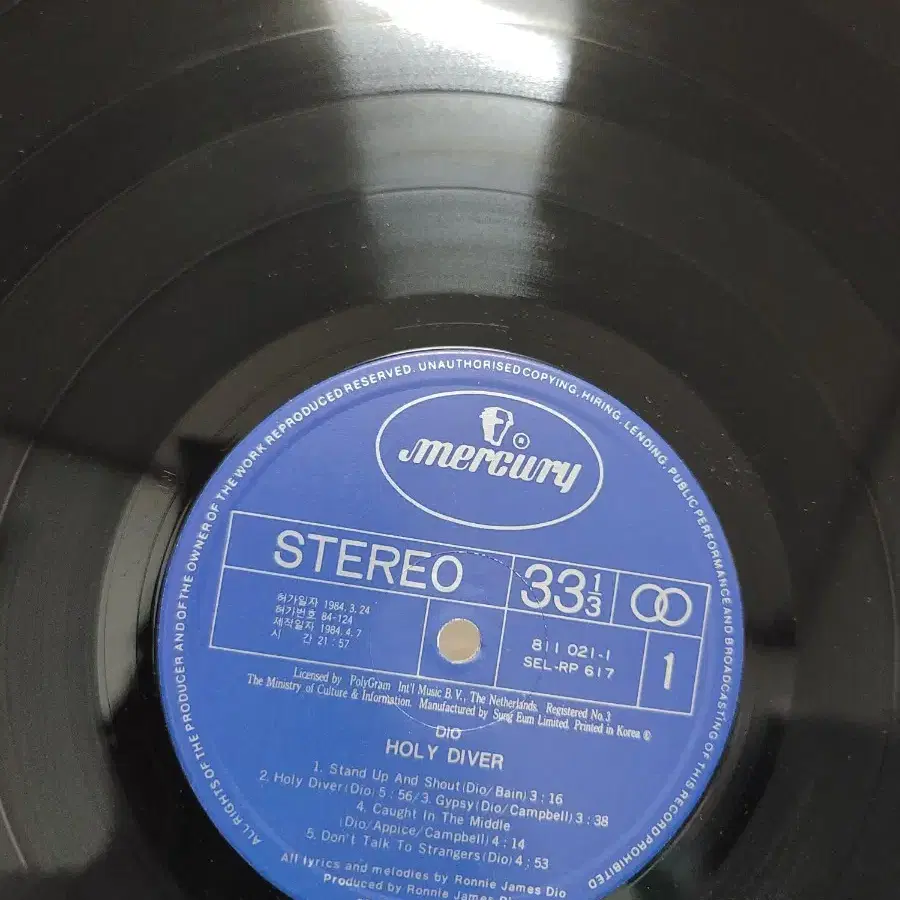 ALL RIGHTS OF THE PRODUCER AND OF THE OWNER OF THE WORK REPRODUCED RESERVED. UNAUTHORISED COPYING, HIRING, LENDING, PUBLIC PERFORMANCE AND BROADCASTING OF THIS RECORD PROHIBITED
mercury ®
STEREO 33 1/3
허가일자 1984.3.24
허가번호 84-124
제작일자 1984.4.7
시 간 21:57
811 021-1
SEL-RP 617
1
Licensed by PolyGram Int'l Music B.V., The Netherlands. Registered No.3
The Ministry of Culture & Information. Manufactured by Sung Eum Limited. Printed in Korea ®
DIO
HOLY DIVER
1. Stand Up And Shout(Dio/Bain)3:16
2. Holy Diver(Dio)5:56/3. Gypsy(Dio/Campbell)3:38
4. Caught In The Middle
(Dio/Appice/Campbell)4:14
5. Don't Talk To Strangers(Dio)4:53
All lyrics and melodies by Ronnie James Dio
Produced by Ronnie James